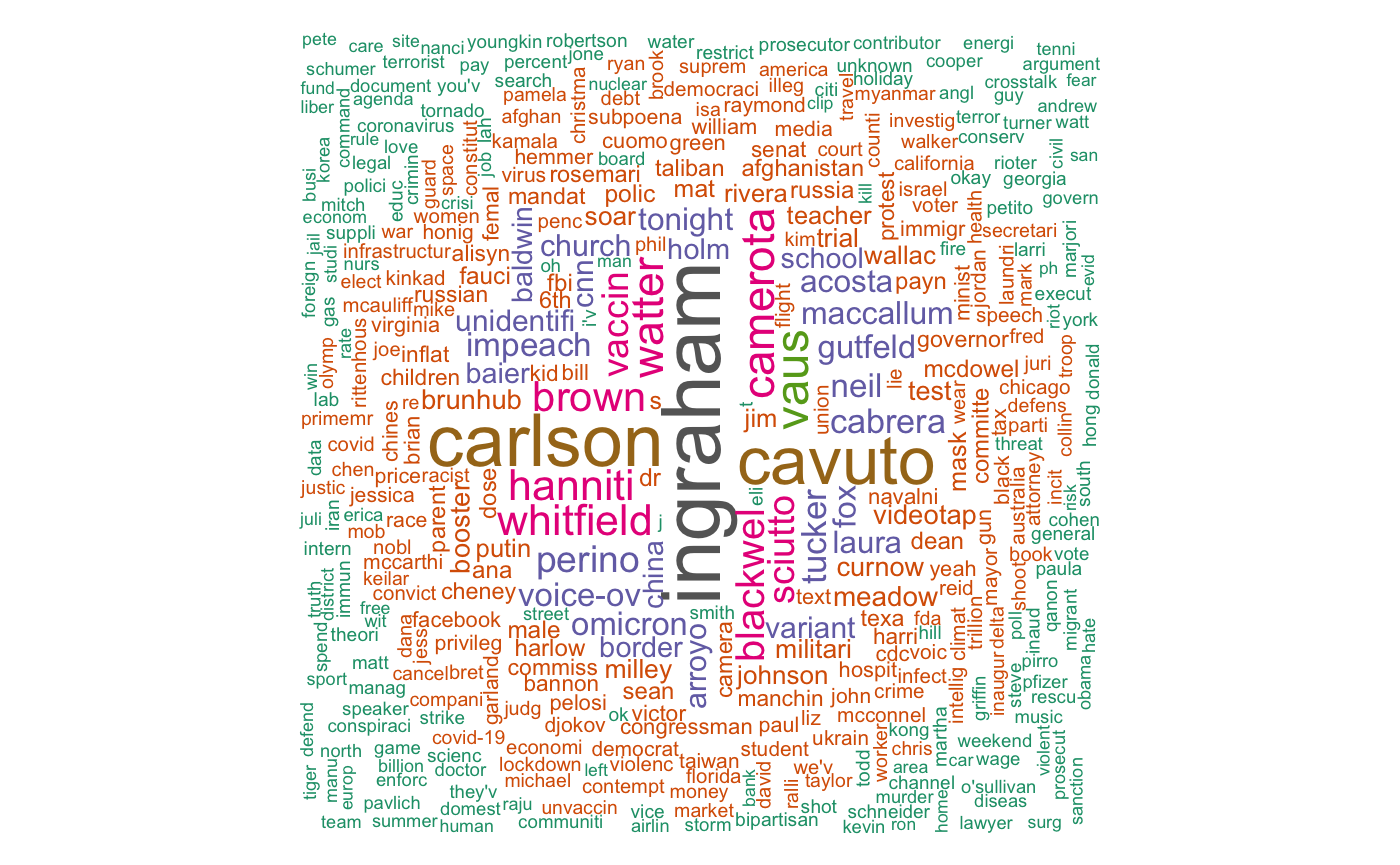 pete care site nanci youngkin robertson water restrict prosecutor contributor energi tenni
schumer terrorist pay percent jone ryan brook suprem america unknown cooper argument
fund document you'v search pamela nuclear debt democraci illeg citi holiday crosstalk fear
liber agenda tornado afghan christma subpoena isa raymond clip travel myanmar angl guy andrew
command coronavirus lah kamala cuomo green william media counti investig terror turner watt
korea rule love constitut hemmer board senat court walker conserv civil
legal job space virus rosemari taliban afghanistan california rioter san
busi polici educ crimine guard mandat polic mat rivera russia kill israel okay georgia
mitch crisi femal penc soar tonight camerota teacher protest voter petito govern
econom women baldwin church phil holm kim trial immigr health secretari
suppli war honig oh man school wallac fire larri marjori
foreign jail studi infrastructur alisyn cnn vaccin watter ingraham flight acosta payn minist jordan laundri mark ph evid
nurs elect kinkad fauci fbi 6th i'v maccallum speech execut
gas mcauliff mike russian unidentifi vaus governor fred riot york
rate virginia impeach gutfeld mcdowel juri troop donald
olymp rittenhous joe inflat baier kid bill neil lie test chicago
win children brown s t jim union cabrera wear defens
lab re brunhub committe tax parti collin hong
primemr chines brian carlson cavuto mask threat
data covid price racist hanniti dr eli black australia attorney incit risk south
chen dose fox navalni
justic jessica parent booster whitfield j blackwel sciutto tucker videotap gun cohen
juli iran erica race putin laura dean general
mob nobl perino china curnow yeah mayor shoot book vote
intern mccarthi ana paula
truth district immun keilar convict cheney voice-ov text meadow reid qanon migrant
free street smith texa fda climat trillion delta poll inaud hate
spend wit facebook male omicron variant harri hill
theori dana jess privileg harlow border arroyo camera militari cdc voic pirro
matt cancel bret commiss milley johnson hospit infect intellig inaugur steve pfizer obama
sport manag garland bannon sean manchin john crime griffin rescu
compani judg pelosi ok victor paul liz mcconnel music
defend speaker strike djokov congressman ukrain kong martha
conspiraci covid-19 economi democrat student worker chris weekend violent
north game scienc lockdown violenc taiwan we'v todd area car wage prosecut
tiger manu europ billion doctor left florida bank david ralli taylor channel o'sullivan sanction
enforc they'v michael contempt money murder home diseas
pavlich domest raju unvaccin vice market shot schneider
team summer human communiti airlin storm bipartisan kevin ron lawyer surg